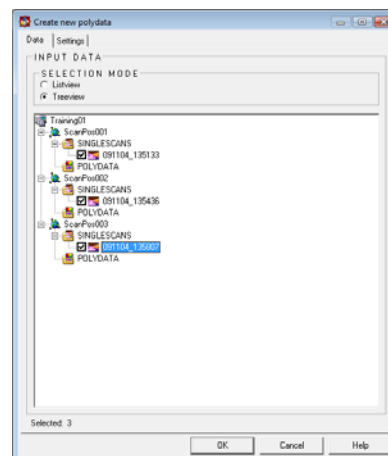 Create new polydata
Data Settings
INPUT DATA
SELECTION MODE
Listview
Treeview
Training01
ScanPos001
SINGLESCANS
091104_135133
POLYDATA
ScanPos002
SINGLESCANS
091104_135436
POLYDATA
ScanPos003
SINGLESCANS
091104_135807
POLYDATA
Selected: 3
OK Cancel Help